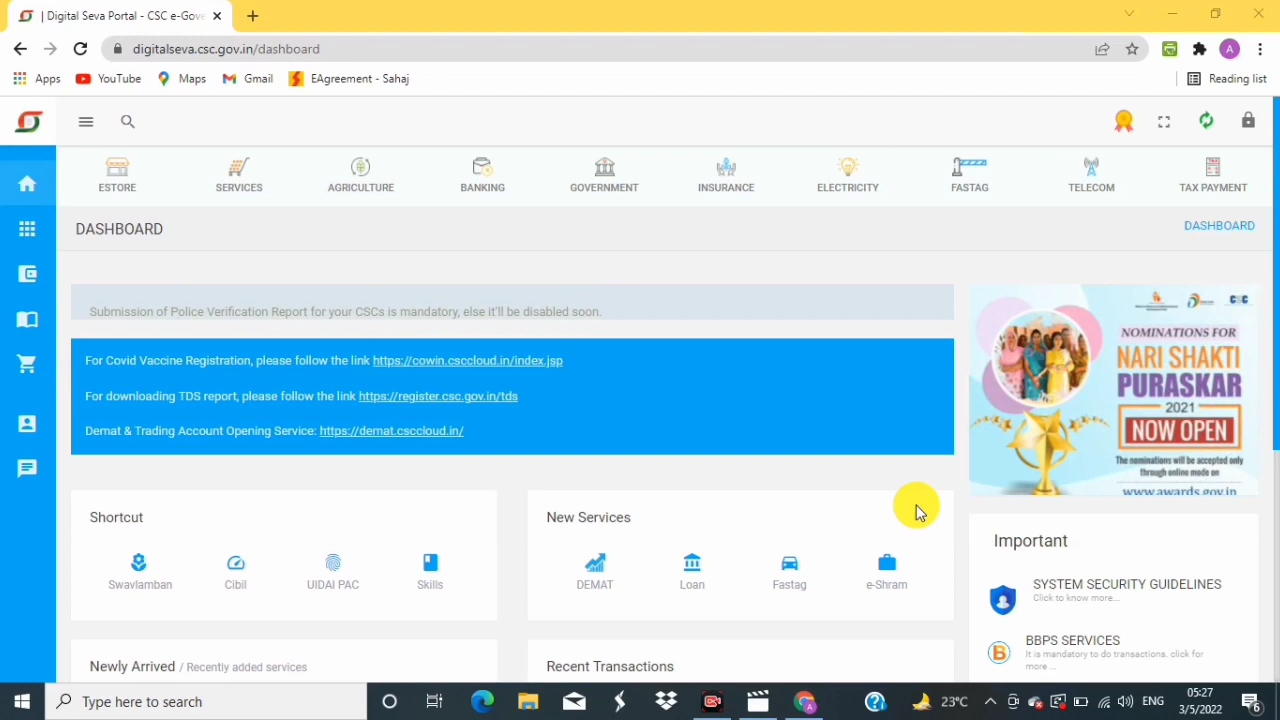 | Digital Seva Portal - CSC e-Gove
digitalseva.csc.gov.in/dashboard
A
Apps
YouTube
Maps
Gmail
EAgreement - Sahaj
Reading list
ESTORE
SERVICES
AGRICULTURE
BANKING
GOVERNMENT
INSURANCE
ELECTRICITY
FASTAG
TELECOM
TAX PAYMENT
DASHBOARD
DASHBOARD
Submission of Police Verification Report for your CSCs is mandatory, else it'll be disabled soon.
For Covid Vaccine Registration, please follow the link https://cowin.csccloud.in/index.jsp
For downloading TDS report, please follow the link https://register.csc.gov.in/tds
Demat & Trading Account Opening Service: https://demat.csccloud.in/
CSC
NOMINATIONS FOR
NARI SHAKTI
PURASKAR
2021
NOW OPEN
The nominations will be accepted only
through online mode on
www.awards.gov.in
Shortcut
Swavlamban
Cibil
UIDAI PAC
Skills
New Services
DEMAT
Loan
Fastag
e-Shram
Important
SYSTEM SECURITY GUIDELINES
Click to know more...
BBPS SERVICES
It is mandatory to do transactions. click for
more ...
Newly Arrived / Recently added services
Recent Transactions
Type here to search
23°C
ENG
05:27
3/5/2022
6